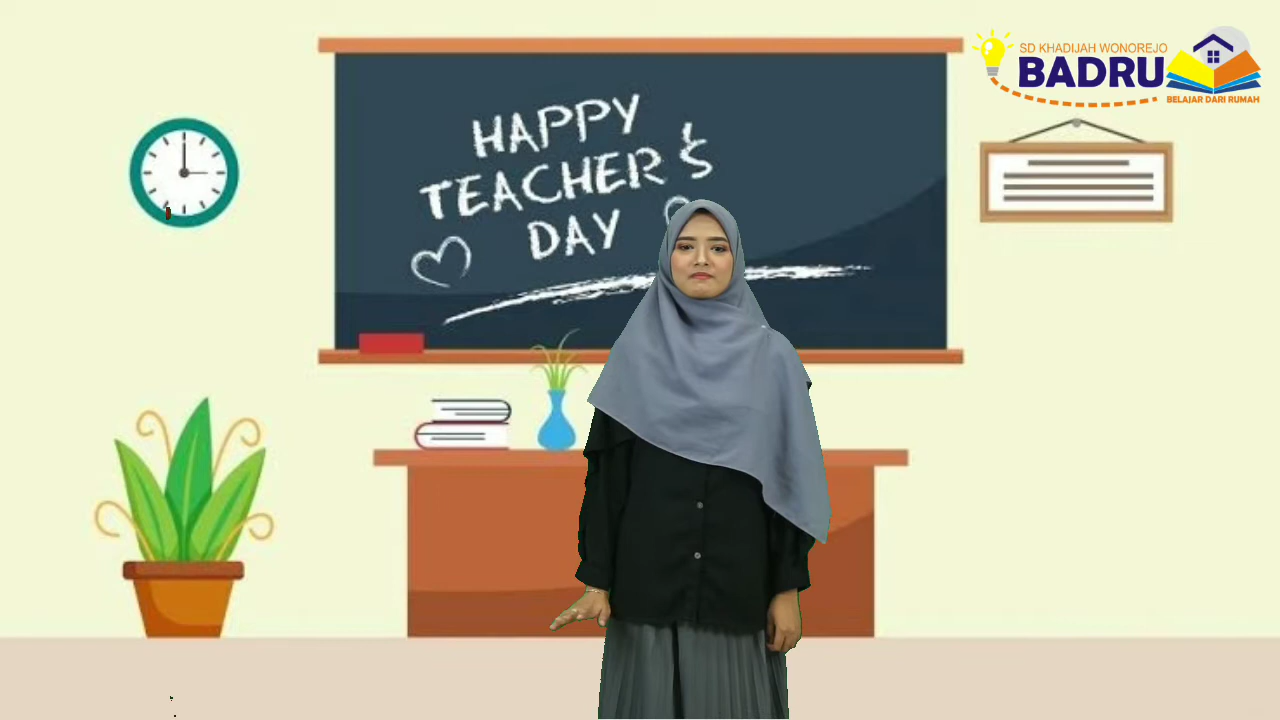 HAPPY
TEACHER'S
DAY
SD KHADIJAH WONOREJO
BADRU
BELAJAR DARI RUMAH